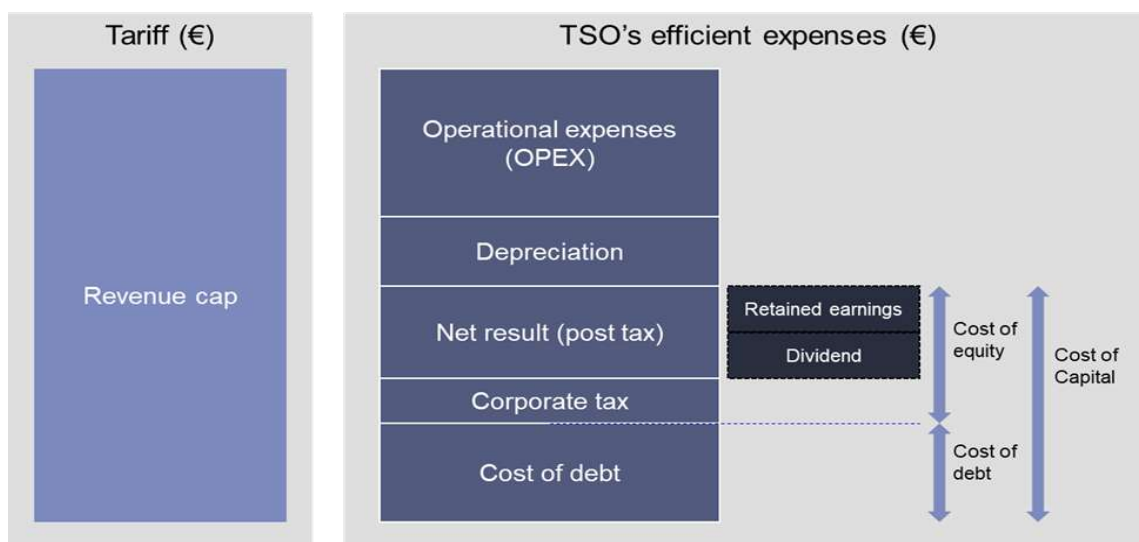 Tariff (€)
TSO's efficient expenses (€)
Revenue cap
Operational expenses
(OPEX)
Depreciation
Net result (post tax)
Corporate tax
Cost of debt
Retained earnings
Dividend
Cost of
equity
Cost of
debt
Cost of
Capital